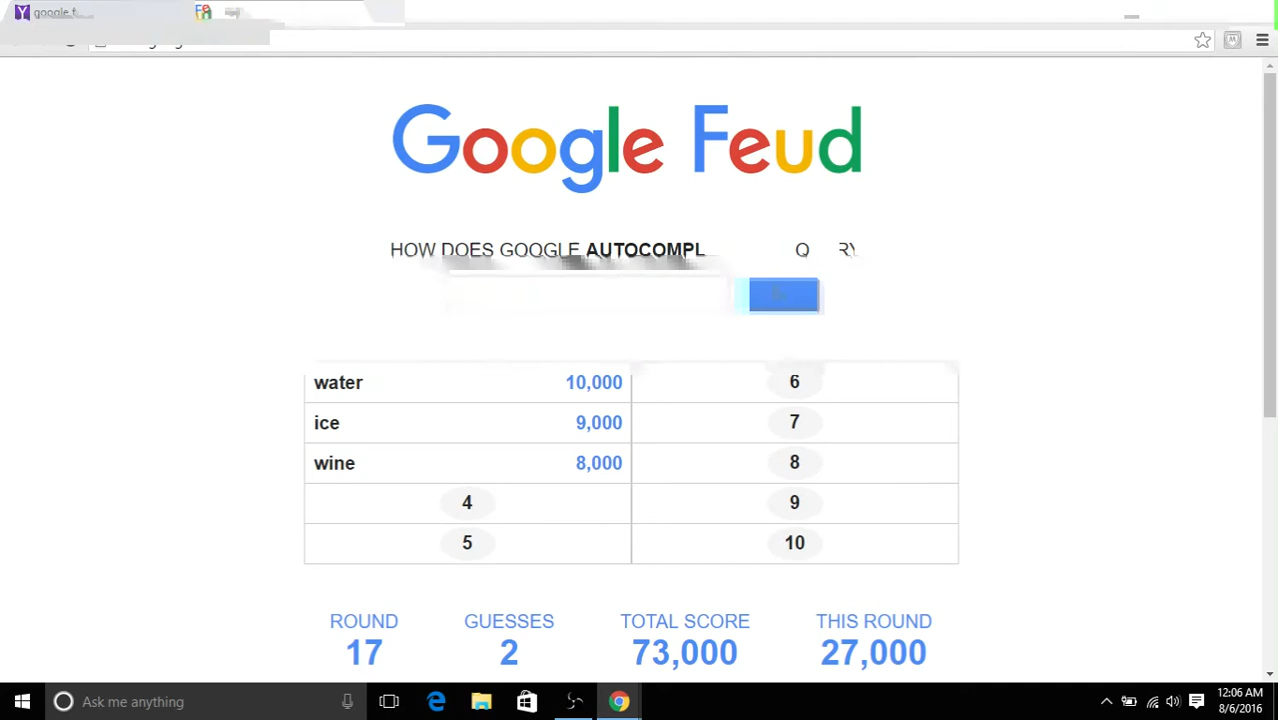 google f
Google Feud
HOW DOES GOOGLE AUTOCOMPL Q RY
water 10,000 6
ice 9,000 7
wine 8,000 8
4 9
5 10
ROUND GUESSES TOTAL SCORE THIS ROUND
17 2 73,000 27,000
Ask me anything
12:06 AM
8/6/2016